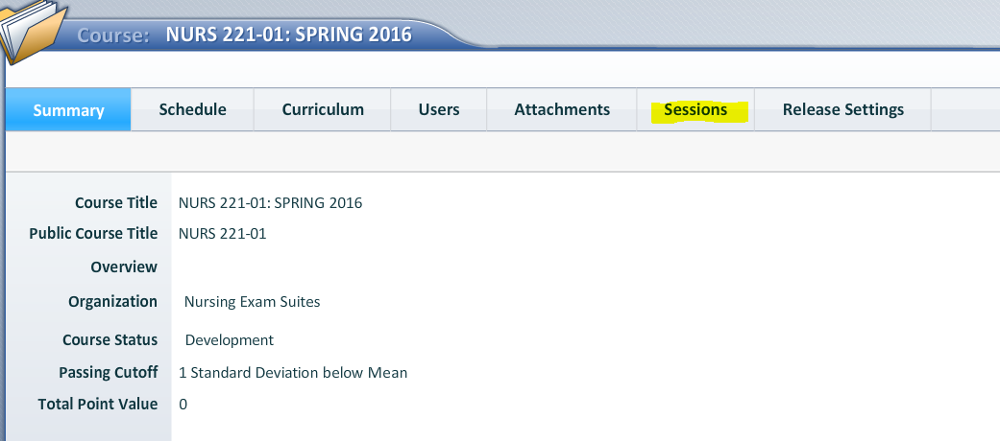 Course: NURS 221-01: SPRING 2016
Summary Schedule Curriculum Users Attachments Sessions Release Settings
Course Title NURS 221-01: SPRING 2016
Public Course Title NURS 221-01
Overview
Organization Nursing Exam Suites
Course Status Development
Passing Cutoff 1 Standard Deviation below Mean
Total Point Value 0